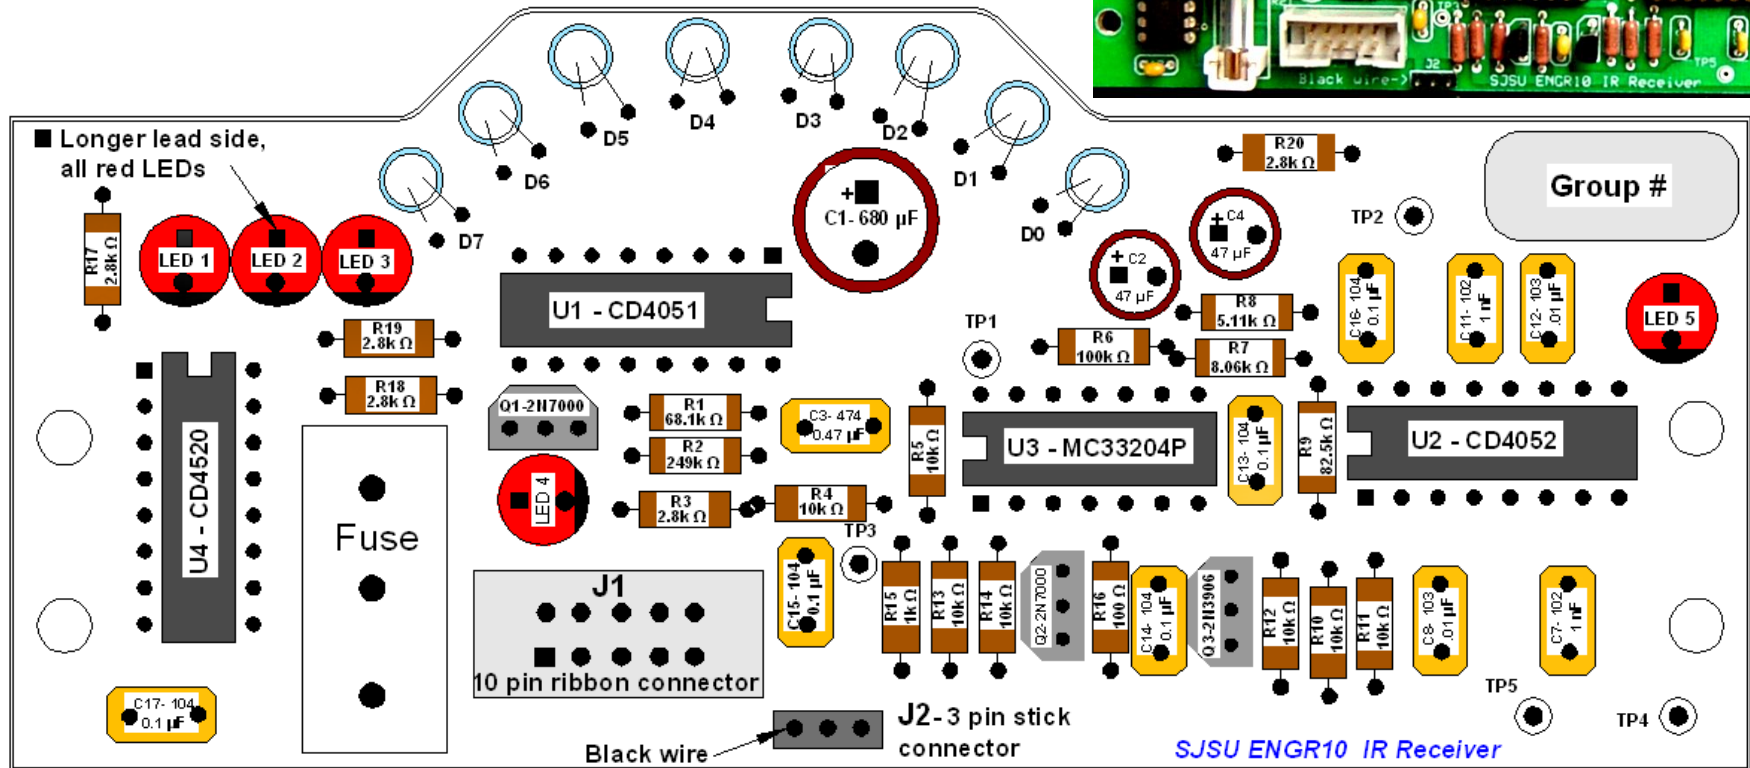 R21
TP3
J2
Black wire->
SJSU ENGR10 IR Receiver
TP5
Longer lead side,
all red LEDs
D7
D6
D5
D4
D3
D2
D1
D0
R20
2.8k Ω
Group #
TP2
R17
2.8k Ω
LED 1
LED 2
LED 3
+
C1- 680 µF
+
C4
47 µF
+
C2
47 µF
U1 - CD4051
R19
2.8k Ω
R18
2.8k Ω
TP1
R8
5.11k Ω
R6
100k Ω
R7
8.06k Ω
C16- 104
0.1 µF
C11- 102
1 nF
C12- 103
.01 µF
LED 5
U4 - CD4520
Q1-2N7000
R1
68.1k Ω
R2
249k Ω
C3- 474
0.47 µF
R5
10k Ω
U3 - MC33204P
C13- 104
0.1 µF
R9
82.5k Ω
U2 - CD4052
LED 4
R3
2.8k Ω
R4
10k Ω
Fuse
TP3
J1
10 pin ribbon connector
C15- 104
0.1 µF
R15
1k Ω
R13
10k Ω
R14
10k Ω
Q2-2N7000
R16
100 Ω
C14- 104
0.1 µF
Q3-2N3906
R12
10k Ω
R10
10k Ω
R11
10k Ω
C8- 103
.01 µF
C7- 102
1 nF
C17- 104
0.1 µF
J2- 3 pin stick
connector
Black wire
TP5
TP4
SJSU ENGR10 IR Receiver